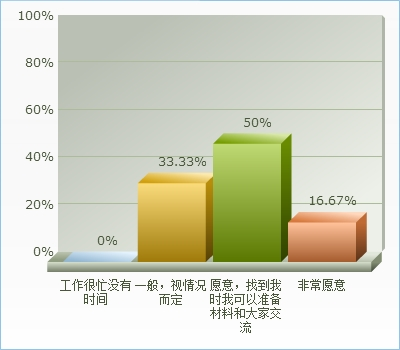 100%
80%
60%
40%
20%
0%
0%
33.33%
50%
16.67%
工作很忙没有
时间
一般，视情况
而定
愿意，找到我
时我可以准备
材料和大家交
流
非常愿意